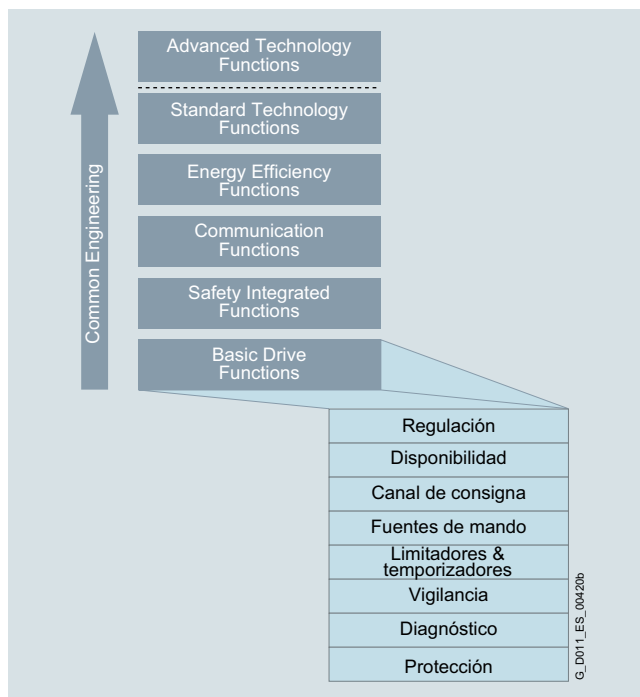 Advanced Technology
Functions
Standard Technology
Functions
Energy Efficiency
Functions
Communication
Functions
Safety Integrated
Functions
Basic Drive
Functions
Common Engineering
Regulación
Disponibilidad
Canal de consigna
Fuentes de mando
Limitadores &
temporizadores
Vigilancia
Diagnóstico
Protección
G_D011_ES_00420b